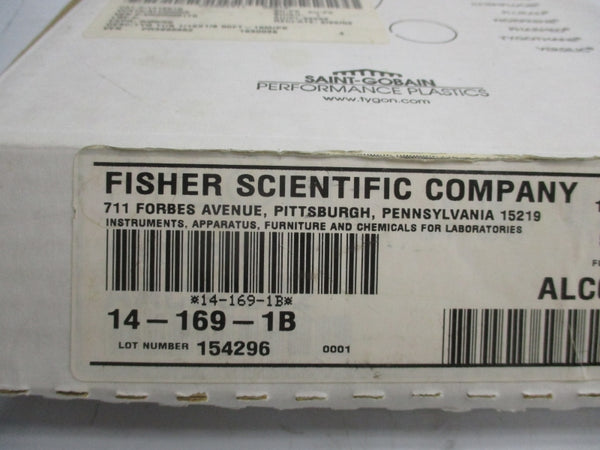 SAINT-GOBAIN
PERFORMANCE PLASTICS
www.tygon.com
FISHER SCIENTIFIC COMPANY
711 FORBES AVENUE, PITTSBURGH, PENNSYLVANIA 15219
INSTRUMENTS, APPARATUS, FURNITURE AND CHEMICALS FOR LABORATORIES
*14-169-1B*
14-169-1B
LOT NUMBER 154296 0001